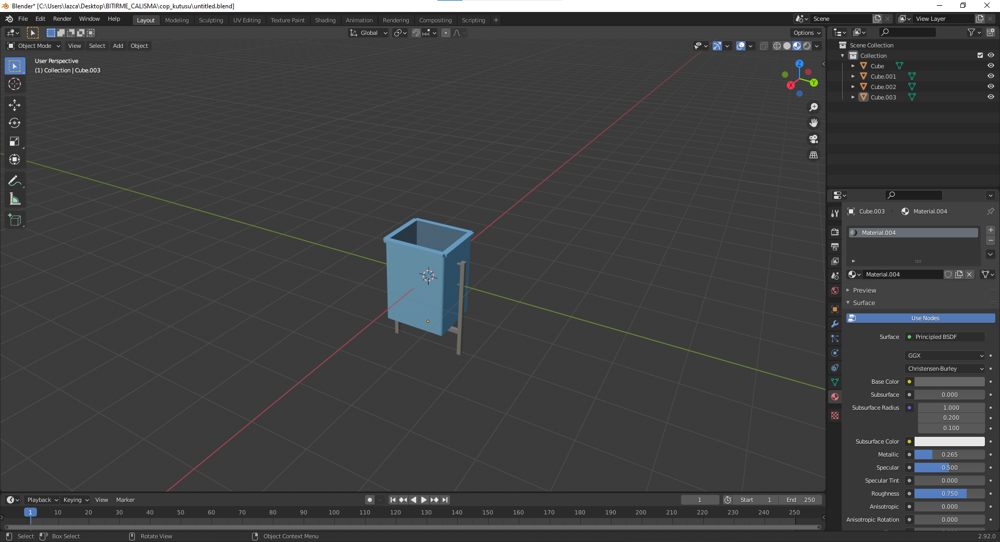 Blender* [C:\Users\lazca\Desktop\BITIRME_CALISMA\cop_kutusu\untitled.blend]
File Edit Render Window Help Layout Modeling Sculpting UV Editing Texture Paint Shading Animation Rendering Compositing Scripting Scene View Layer
Global Options
Object Mode View Select Add Object
User Perspective
(1) Collection | Cube.003
Z
Y
X
Scene Collection
Collection
Cube
Cube.001
Cube.002
Cube.003
Cube.003 Material.004
Material.004
Material.004
Preview
Surface
Use Nodes
Surface Principled BSDF
GGX
Christensen-Burley
Base Color
Subsurface 0.000
Subsurface Radius 1.000
0.200
0.100
Subsurface Color
Metallic 0.265
Specular 0.500
Specular Tint 0.000
Roughness 0.750
Anisotropic 0.000
Anisotropic Rotation 0.000
Playback Keying View Marker 1 Start 1 End 250
1 10 20 30 40 50 60 70 80 90 100 110 120 130 140 150 160 170 180 190 200 210 220 230 240 250
Select Box Select Rotate View Object Context Menu 2.92.0